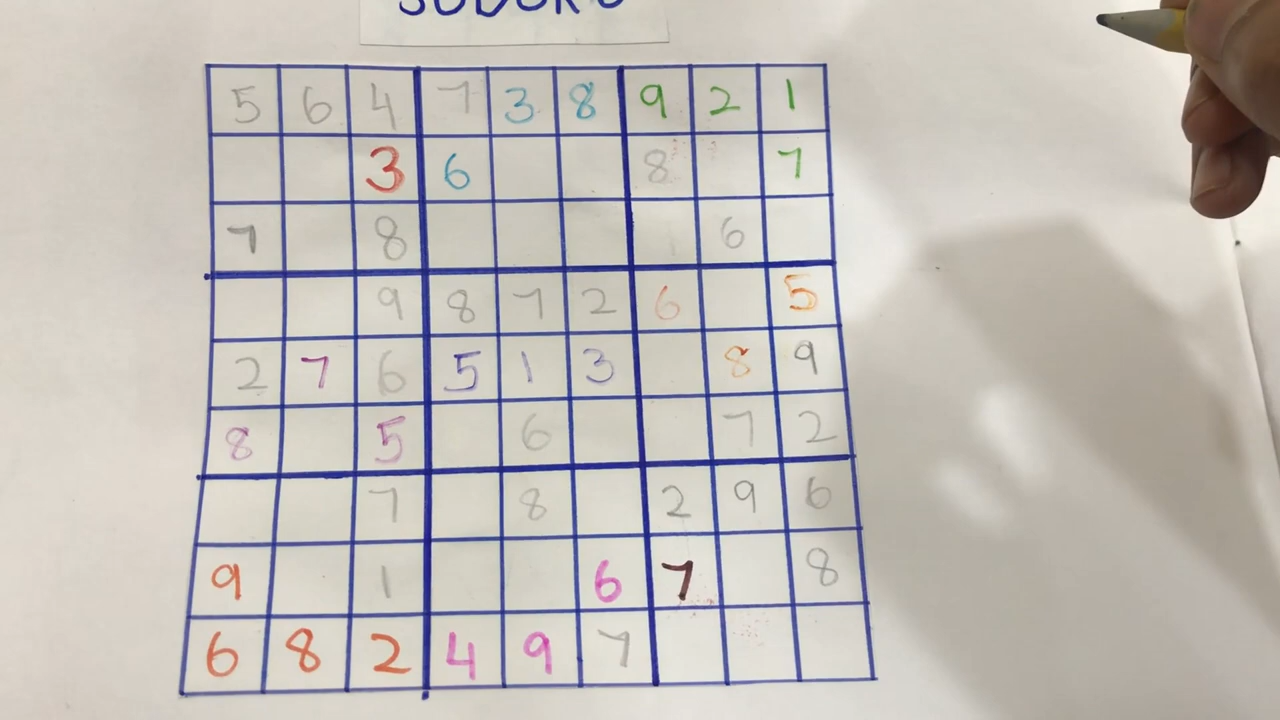 SUDOKU
5 6 4 7 3 8 9 2 1
3 6 8 7
7 8 6
9 8 7 2 6 5
2 7 6 5 1 3 8 9
8 5 6 7 2
7 8 2 9 6
9 1 6 7 8
6 8 2 4 9 7